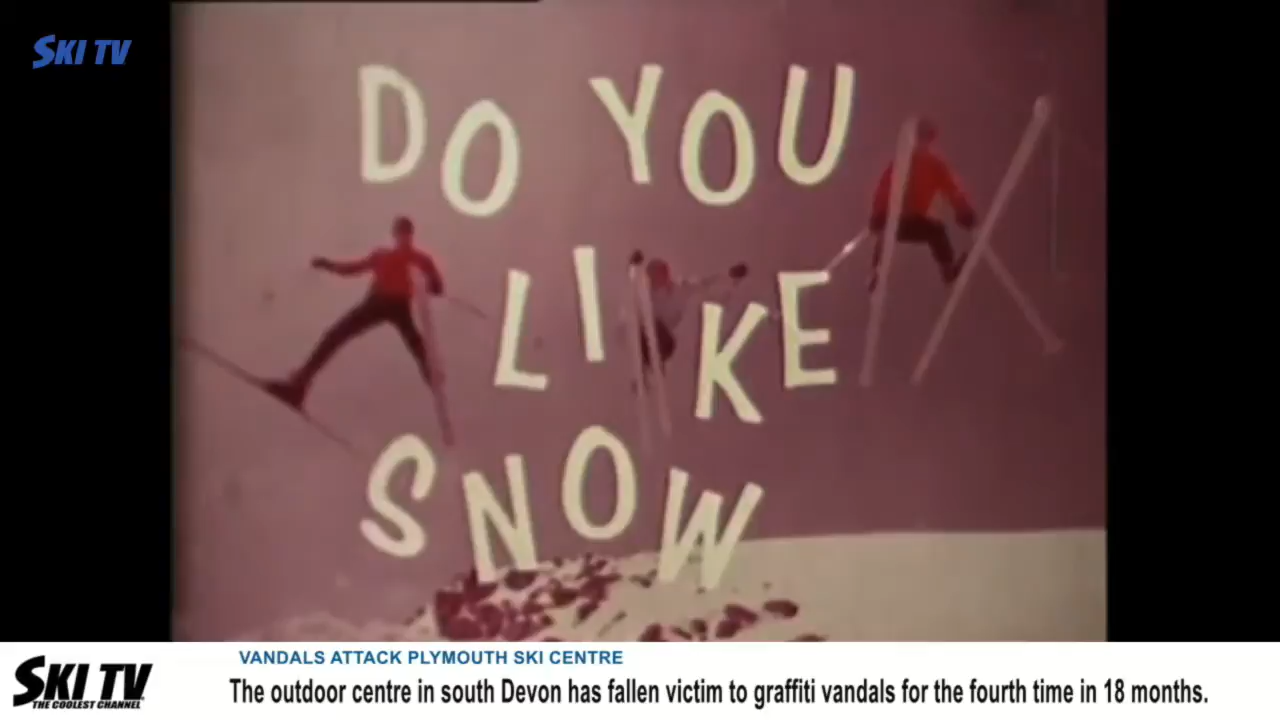 SKI TV
DO YOU
LIKE
SNOW
VANDALS ATTACK PLYMOUTH SKI CENTRE
SKI TV
The outdoor centre in south Devon has fallen victim to graffiti vandals for the fourth time in 18 months.
THE COOLEST CHANNEL